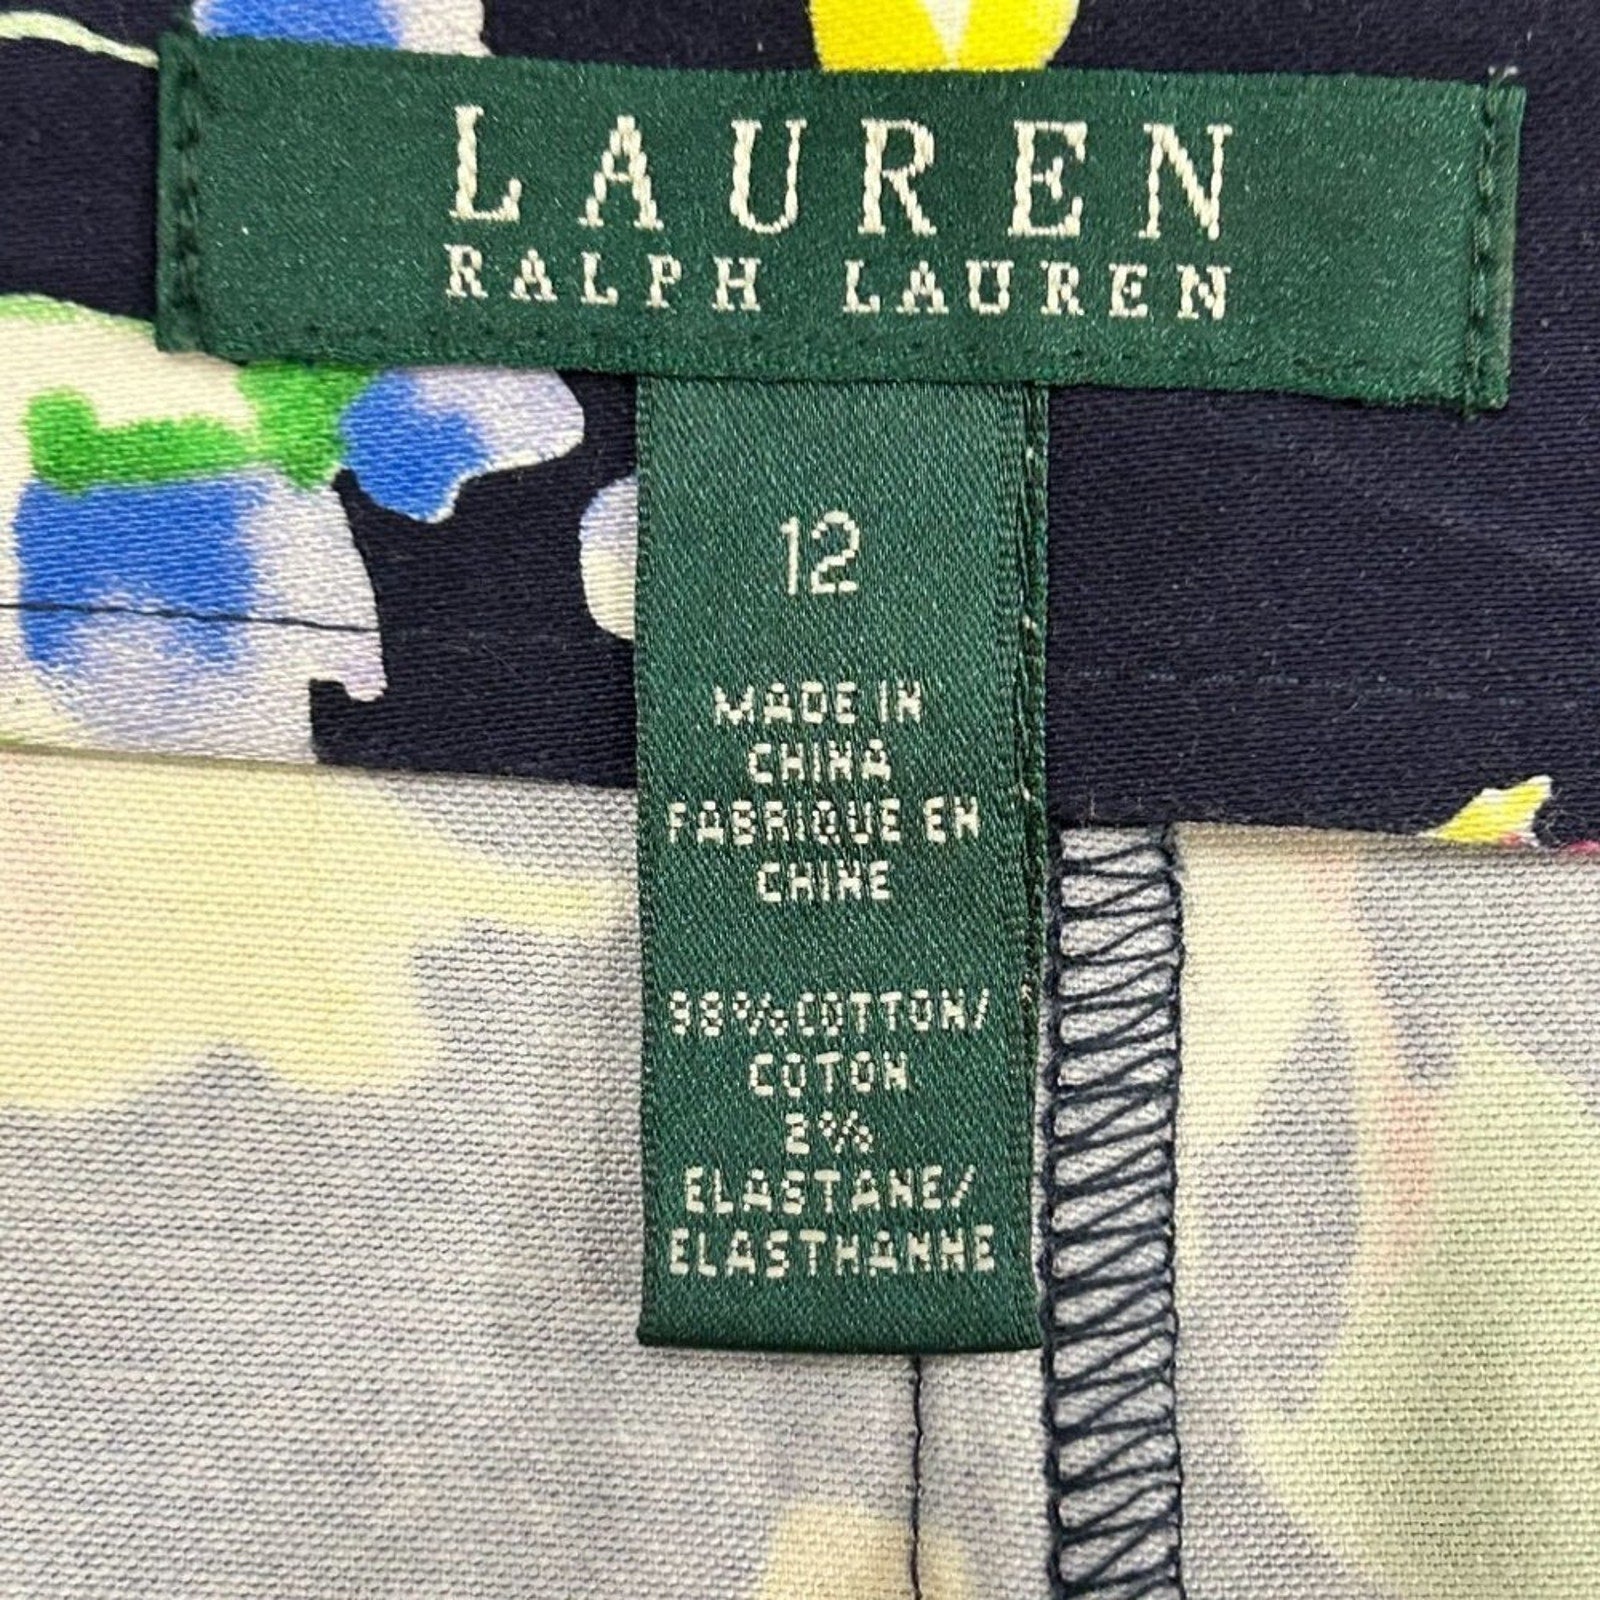 LAUREN
RALPH LAUREN
12
MADE IN
CHINA
FABRIQUE EN
CHINE
98% COTTON/
COTON
2%
ELASTANE/
ELASTHANNE